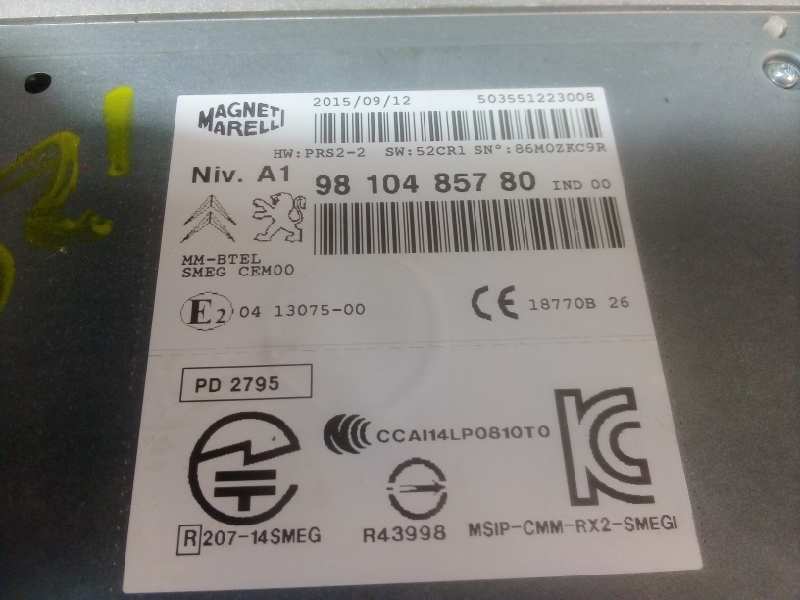 MAGNETI
MARELLI
2015/09/12 503551223008
HW:PRS2-2 SW:52CR1 SN°:86M0ZKC9R
Niv. A1 98 104 857 80 IND 00
MM-BTEL
SMEG CEM00
E2 04 13075-00 CE 18770B 26
PD 2795
CCAI14LP0810T0
R 207-14SMEG R43998 MSIP-CMM-RX2-SMEGI